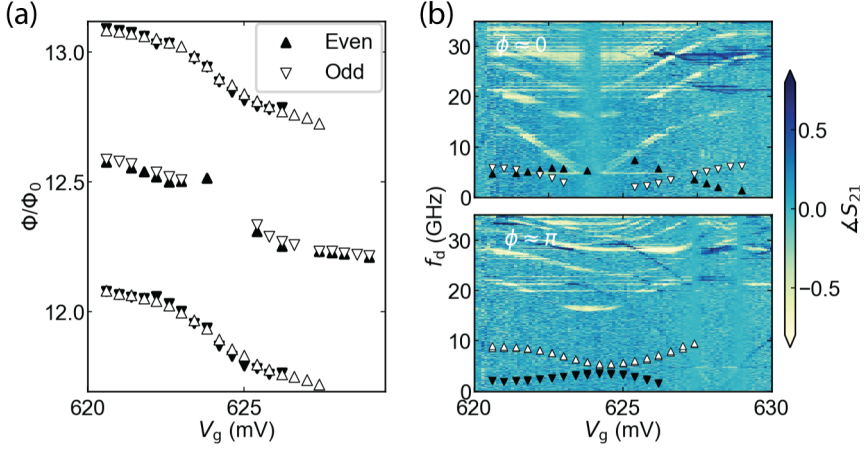 (a)
13.0
12.5
12.0
Φ/Φ0
620
625
Vg (mV)
Even
Odd
(b)
ϕ ≈ 0
30
20
10
0
ϕ ≈ π
30
20
10
0
fd (GHz)
620
625
630
Vg (mV)
0.5
0.0
−0.5
∡S21